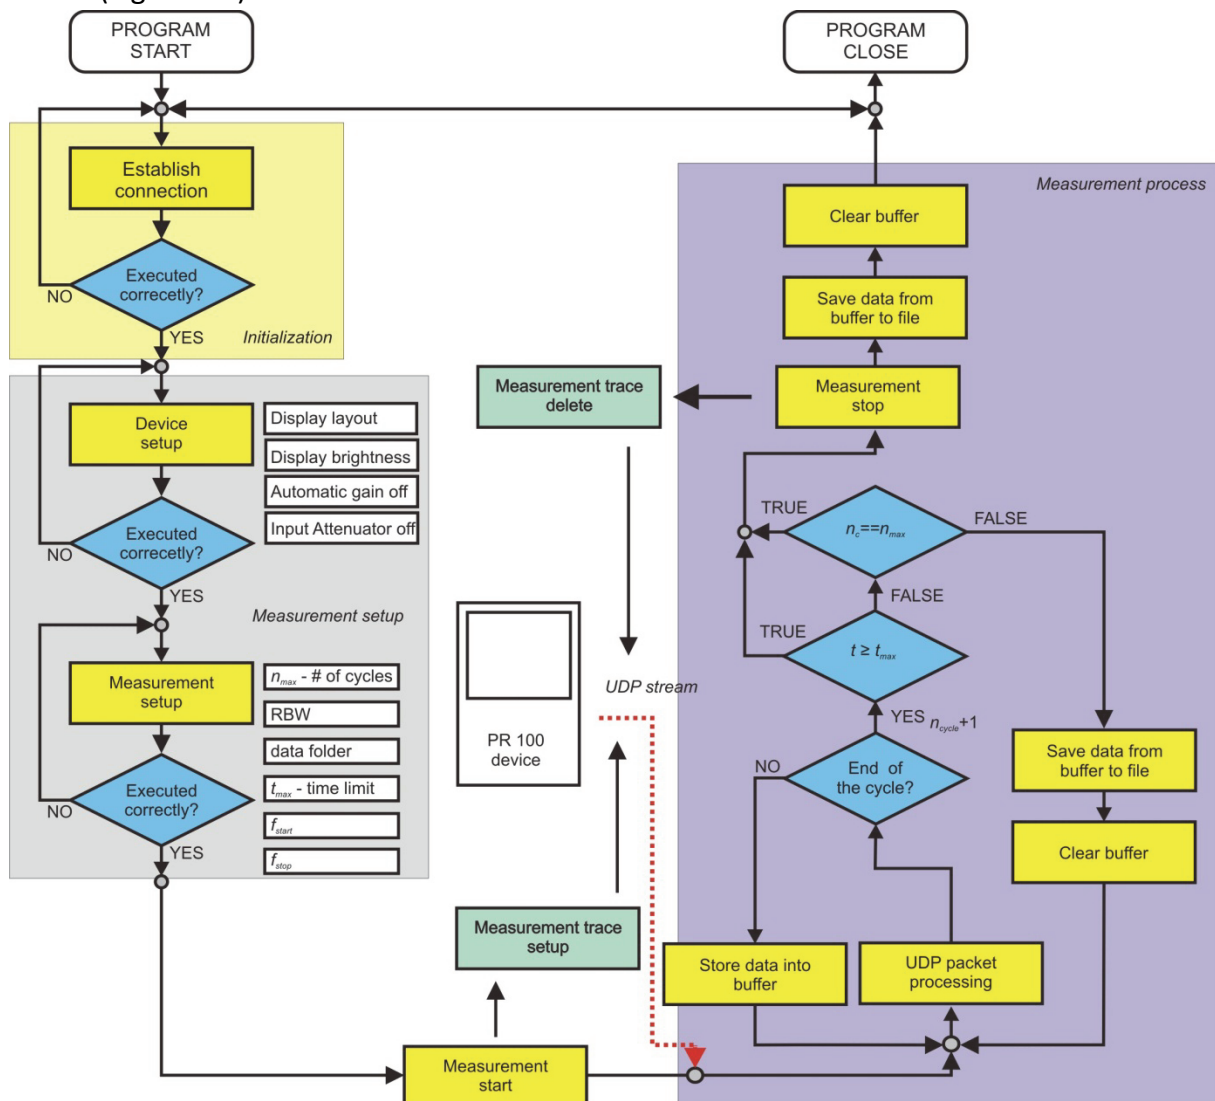 PROGRAM
START
PROGRAM
CLOSE
Establish
connection
Executed
correcetly?
NO
YES
Initialization
Device
setup
Display layout
Display brightness
Automatic gain off
Input Attenuator off
Executed
correcetly?
NO
YES
Measurement setup
Measurement
setup
n_max - # of cycles
RBW
data folder
t_max - time limit
f_start
f_stop
Executed
correctly?
NO
YES
Measurement trace
delete
UDP stream
PR 100
device
Measurement trace
setup
Measurement
start
Measurement process
Clear buffer
Save data from
buffer to file
Measurement
stop
TRUE
n_c==n_max
FALSE
FALSE
TRUE
t ≥ t_max
YES n_cycle+1
End of
the cycle?
NO
Save data from
buffer to file
Clear buffer
Store data into
buffer
UDP packet
processing